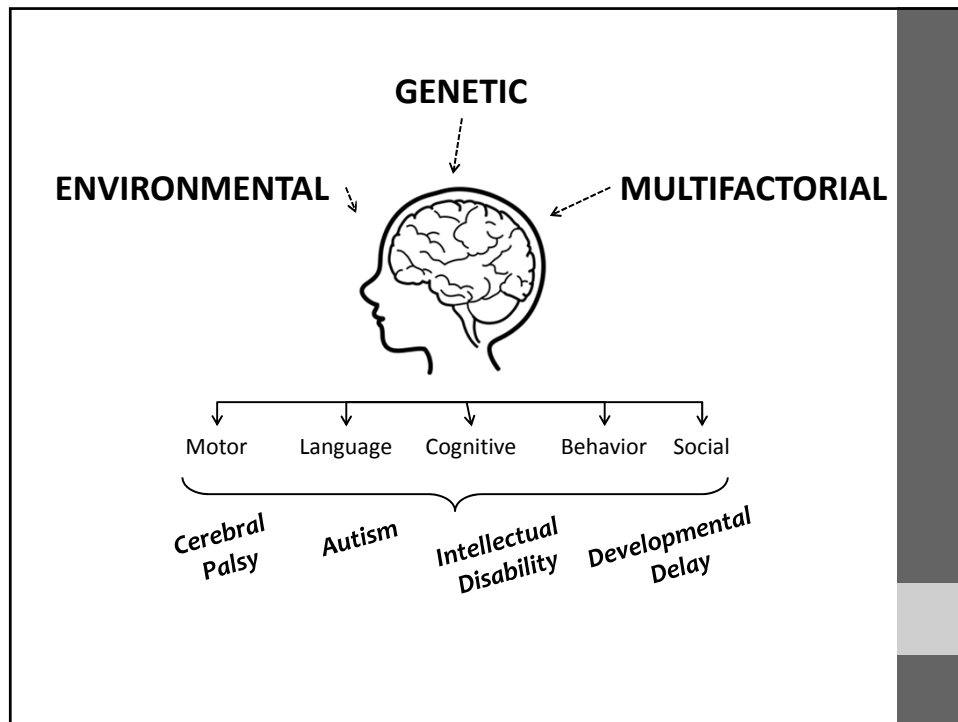 GENETIC
ENVIRONMENTAL
MULTIFACTORIAL
Motor
Language
Cognitive
Behavior
Social
Cerebral
Palsy
Autism
Intellectual
Disability
Developmental
Delay